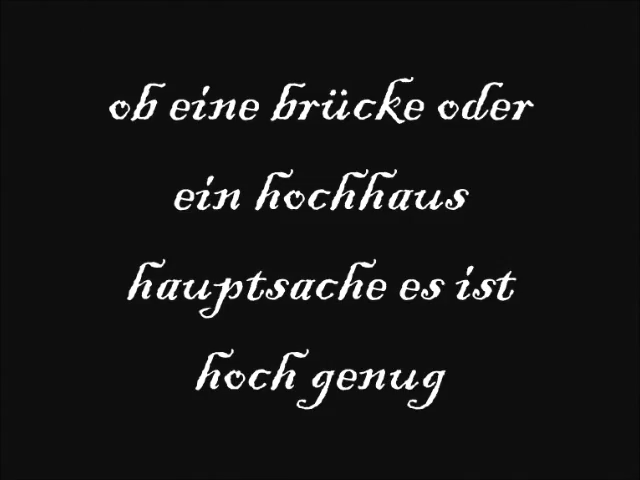 ob eine brücke oder
ein hochhaus
hauptsache es ist
hoch genug